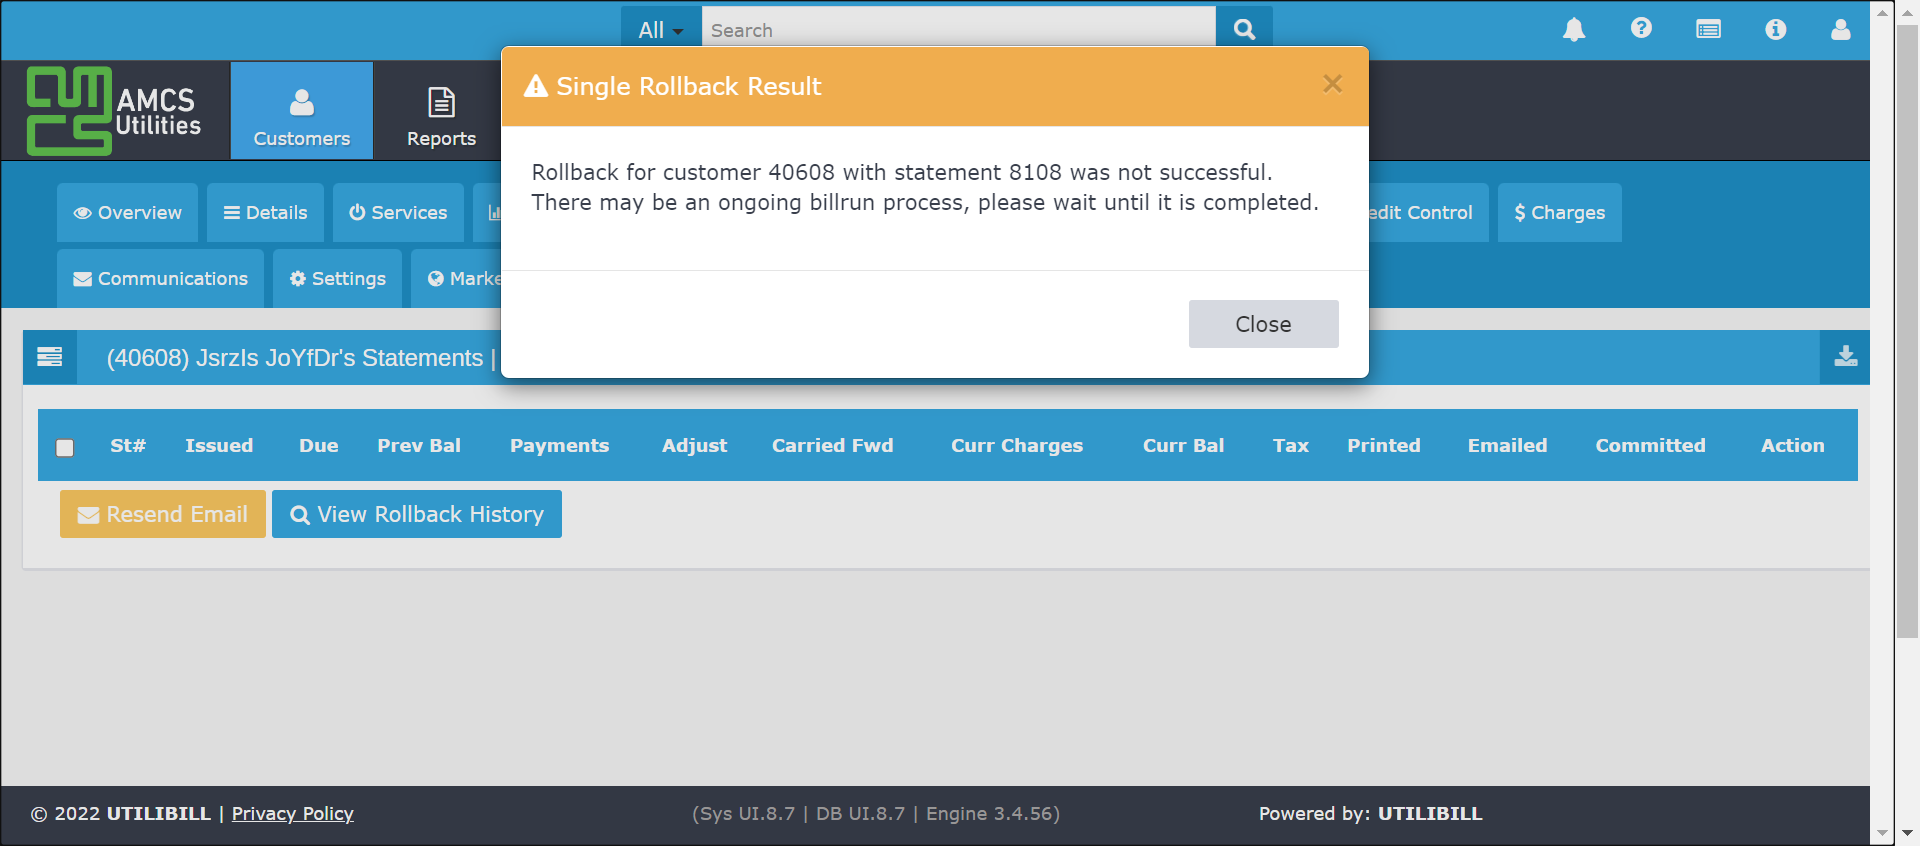 All
Search
AMCS
Utilities
Customers
Reports
Single Rollback Result
×
Rollback for customer 40608 with statement 8108 was not successful.
There may be an ongoing billrun process, please wait until it is completed.
Close
Overview
Details
Services
edit Control
$ Charges
Communications
Settings
Marke
(40608) JsrzIs JoYfDr's Statements |
St# Issued Due Prev Bal Payments Adjust Carried Fwd Curr Charges Curr Bal Tax Printed Emailed Committed Action
Resend Email
View Rollback History
© 2022 UTILIBILL | Privacy Policy
(Sys UI.8.7 | DB UI.8.7 | Engine 3.4.56)
Powered by: UTILIBILL